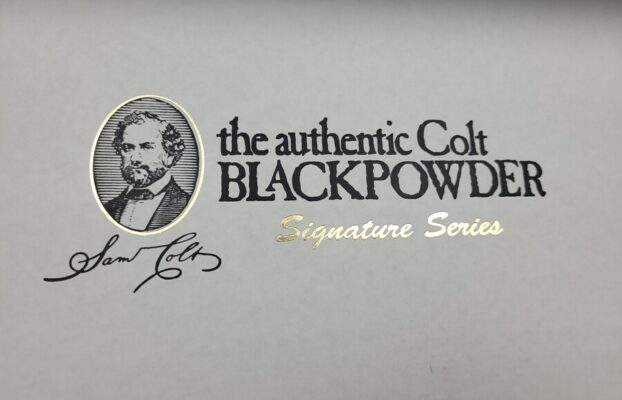 the authentic Colt
BLACKPOWDER
Signature Series
Sam Colt